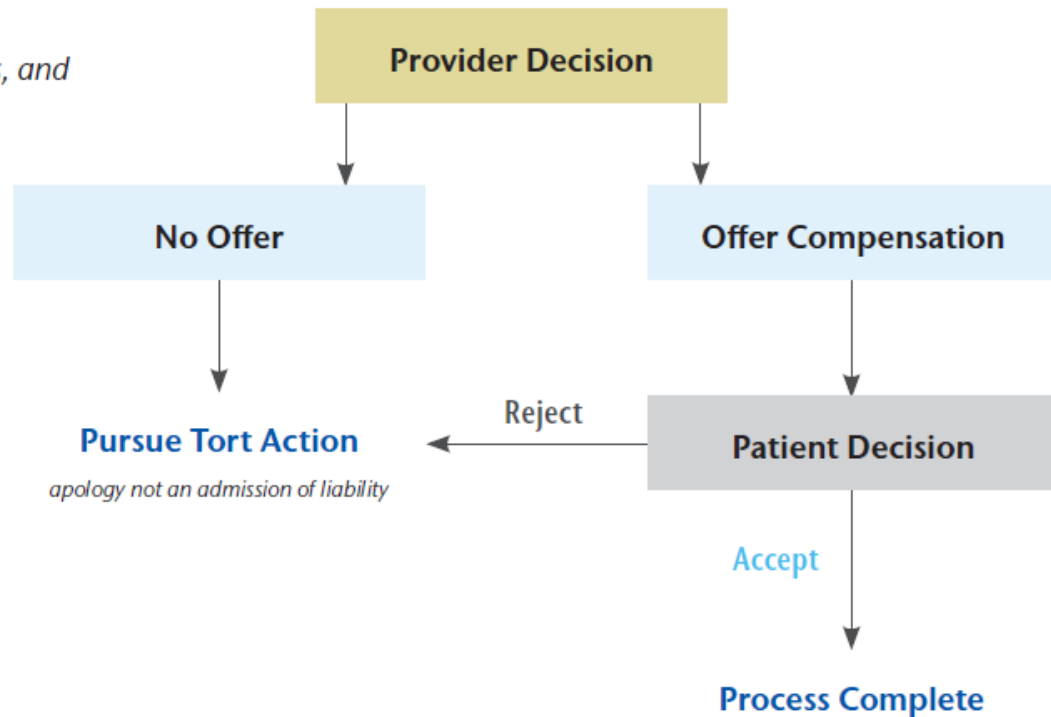 Provider Decision
, and
No Offer
Offer Compensation
Reject
Pursue Tort Action
Patient Decision
apology not an admission of liability
Accept
Process Complete